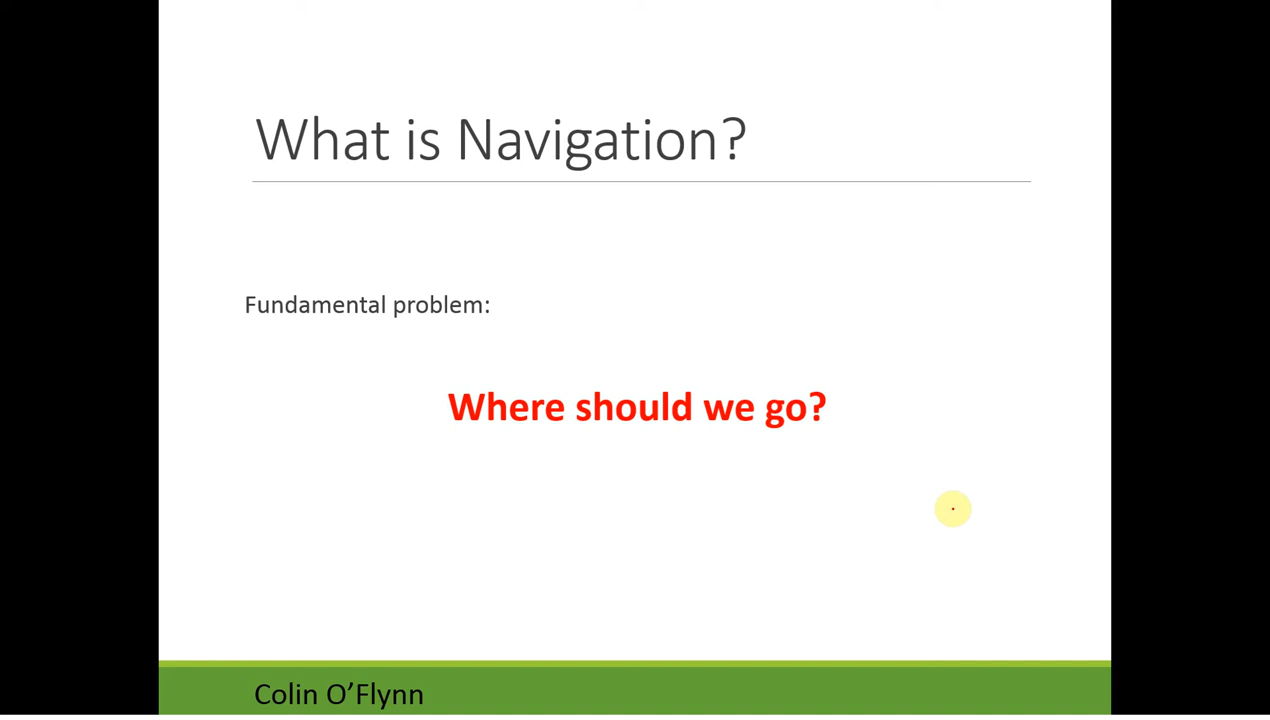 What is Navigation?
Fundamental problem:
Where should we go?
Colin O’Flynn